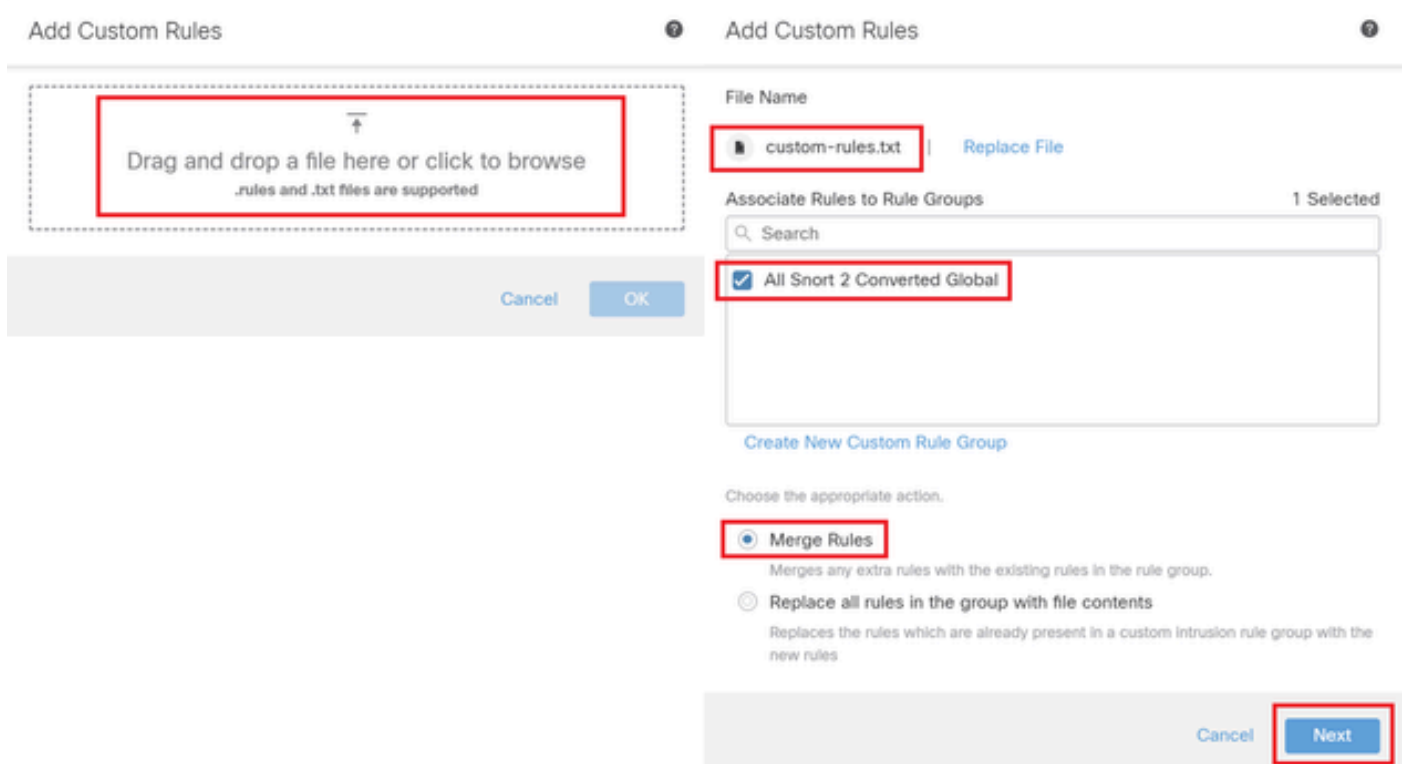 Add Custom Rules
Drag and drop a file here or click to browse
.rules and .txt files are supported
Cancel
OK
Add Custom Rules
File Name
custom-rules.txt | Replace File
Associate Rules to Rule Groups 1 Selected
Search
All Snort 2 Converted Global
Create New Custom Rule Group
Choose the appropriate action.
Merge Rules
Merges any extra rules with the existing rules in the rule group.
Replace all rules in the group with file contents
Replaces the rules which are already present in a custom intrusion rule group with the
new rules
Cancel
Next